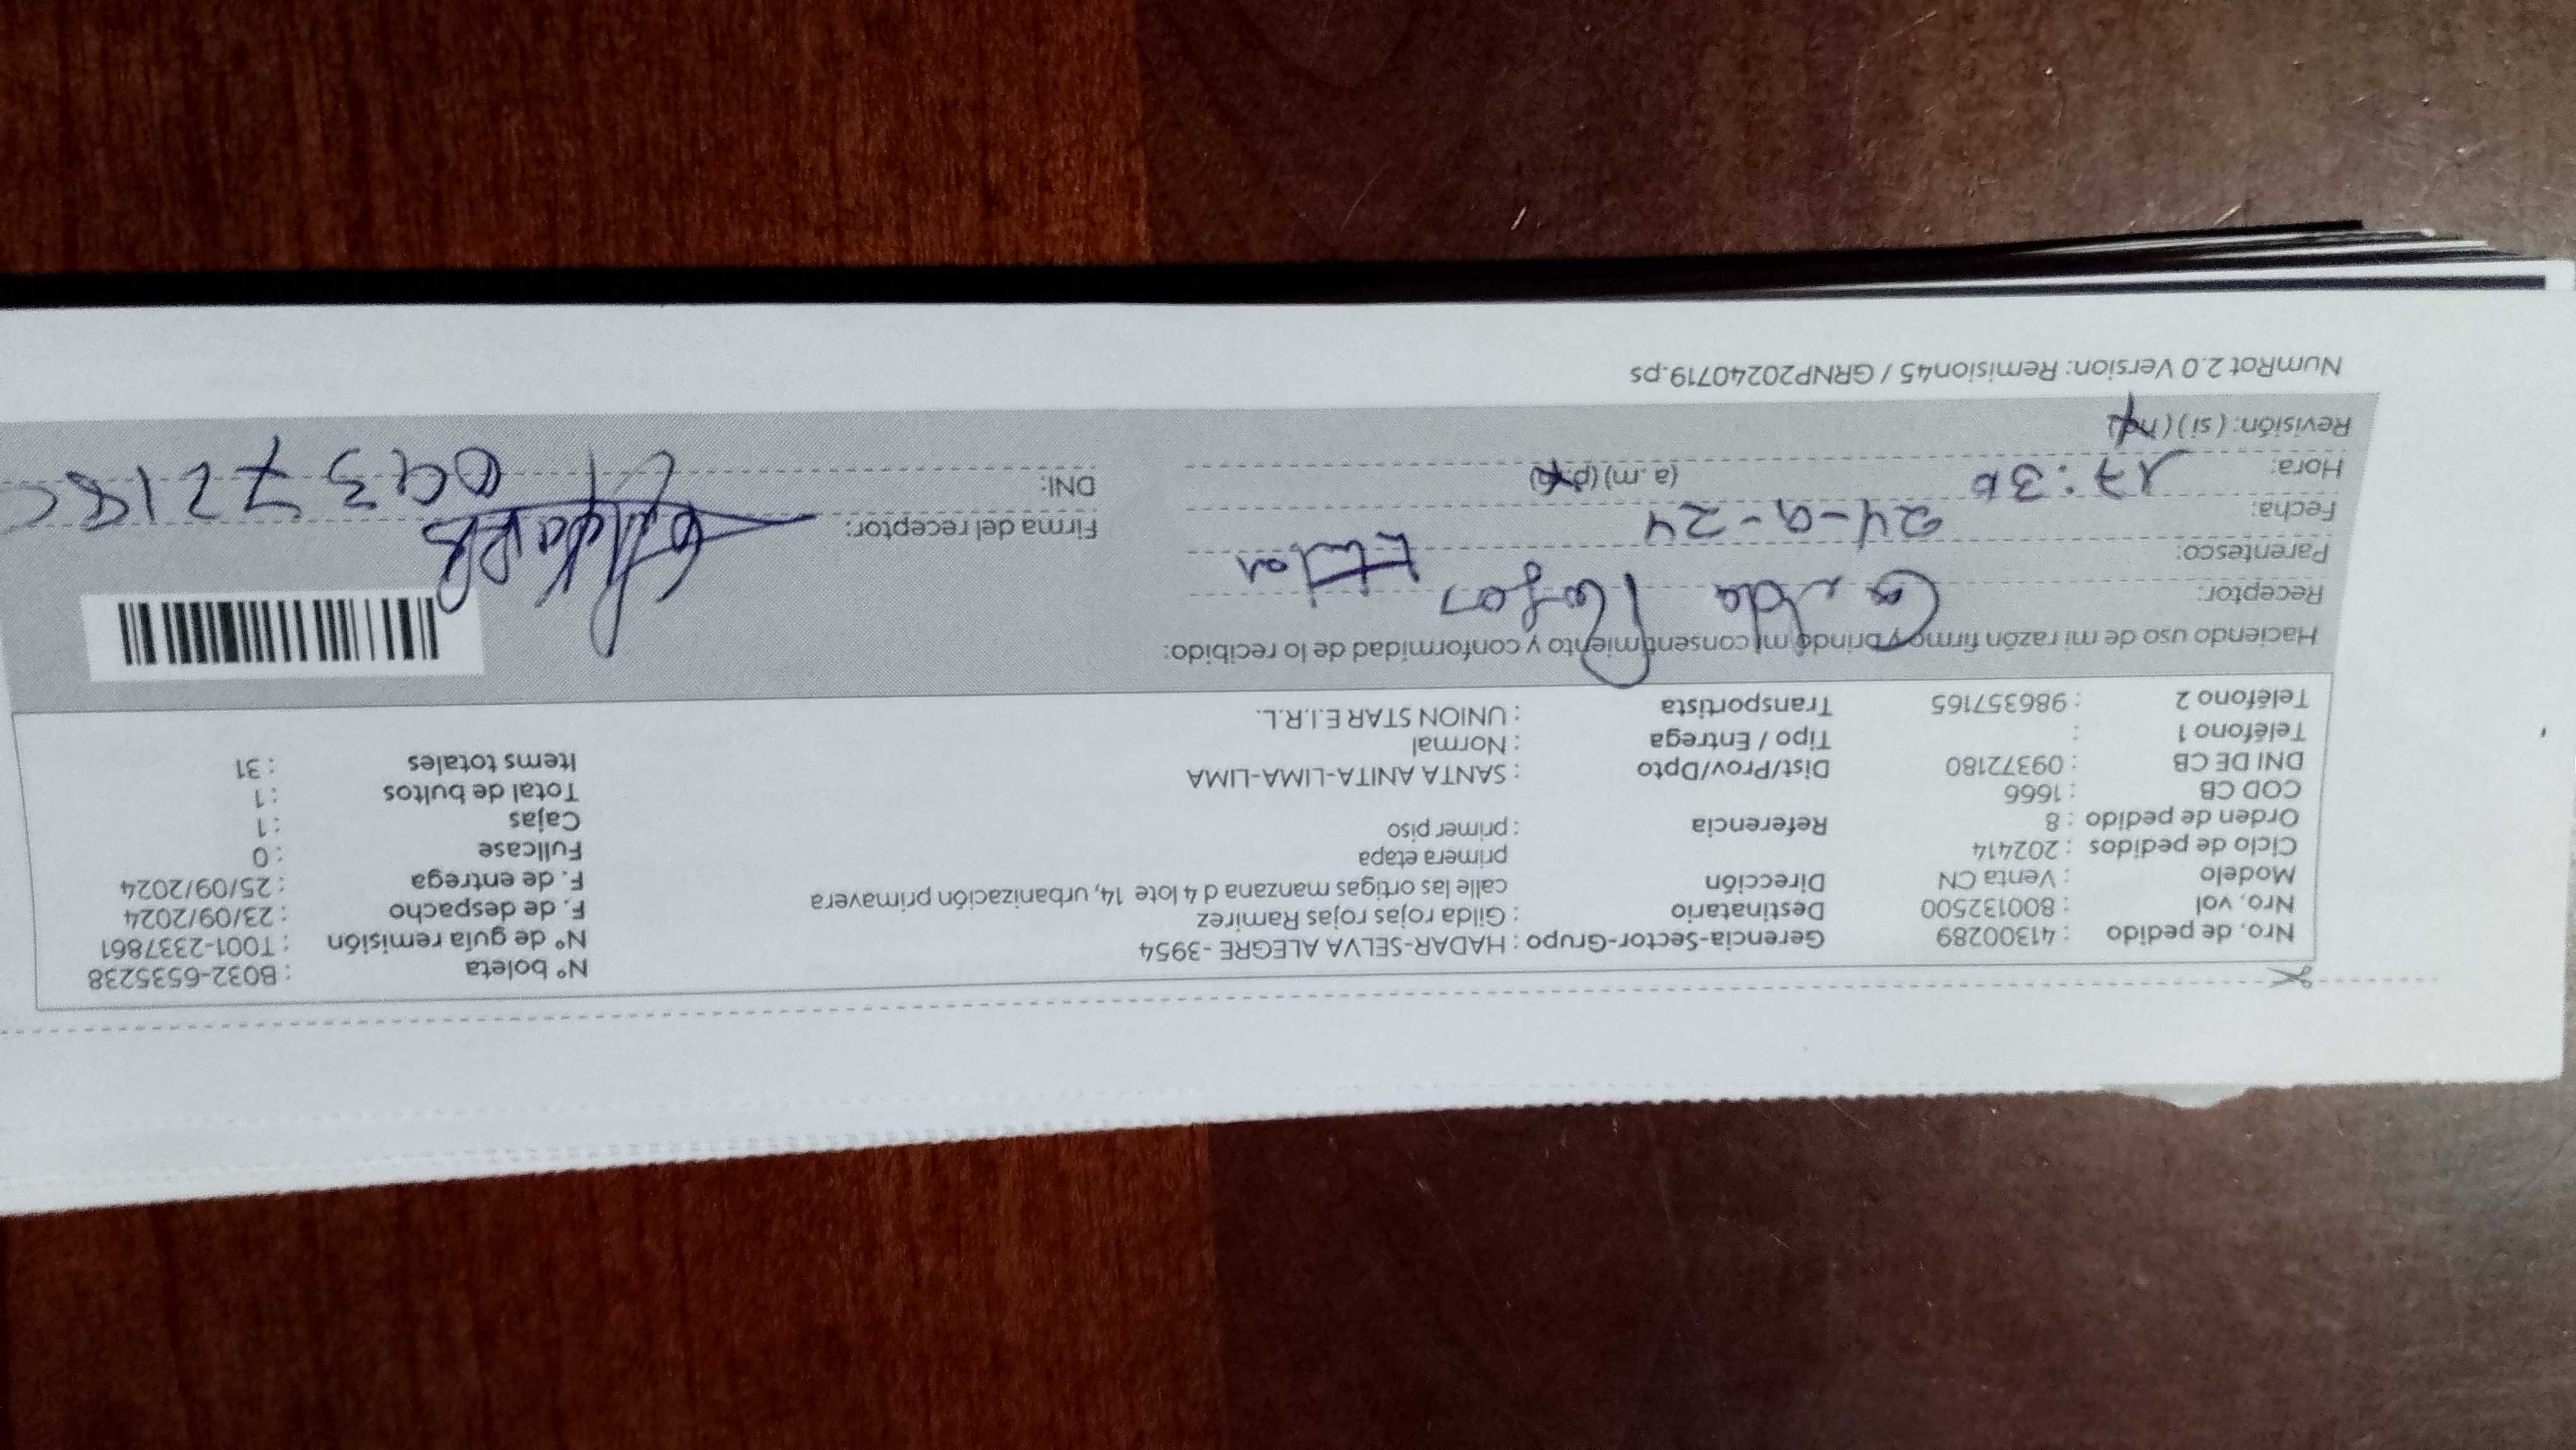 Nro. de pedido : 41300289 Gerencia-Sector-Grupo : HADAR-SELVA ALEGRE -3954 N° boleta : B032-6535238
Nro. vol : 800132500 Destinatario : Gilda rojas rojas Ramirez N° de guía remisión : T001-2337861
Modelo : Venta CN Dirección calle las ortigas manzana d 4 lote 14, urbanización primavera F. de despacho : 23/09/2024
Ciclo de pedidos : 202414 primera etapa F. de entrega : 25/09/2024
Orden de pedido : 8 Referencia : primer piso Fullcase : 0
COD CB : 1666 Cajas : 1
DNI DE CB : 09372180 Dist/Prov/Dpto : SANTA ANITA-LIMA-LIMA Total de bultos : 1
Teléfono 1 : Tipo / Entrega : Normal Items totales : 31
Teléfono 2 : 986357165 Transportista : UNION STAR E.I.R.L.
Haciendo uso de mi razón firmo y brindo mi consentimiento y conformidad de lo recibido:
Receptor: Gilda Rojas
Parentesco:
Fecha: 24-9-24 Firma del receptor:
Hora: 17:30 (a.m) (p.m) DNI: 0937218
Revisión: (si) (no)
NumRot 2.0 Version: Remision45 / GRNP20240719.ps